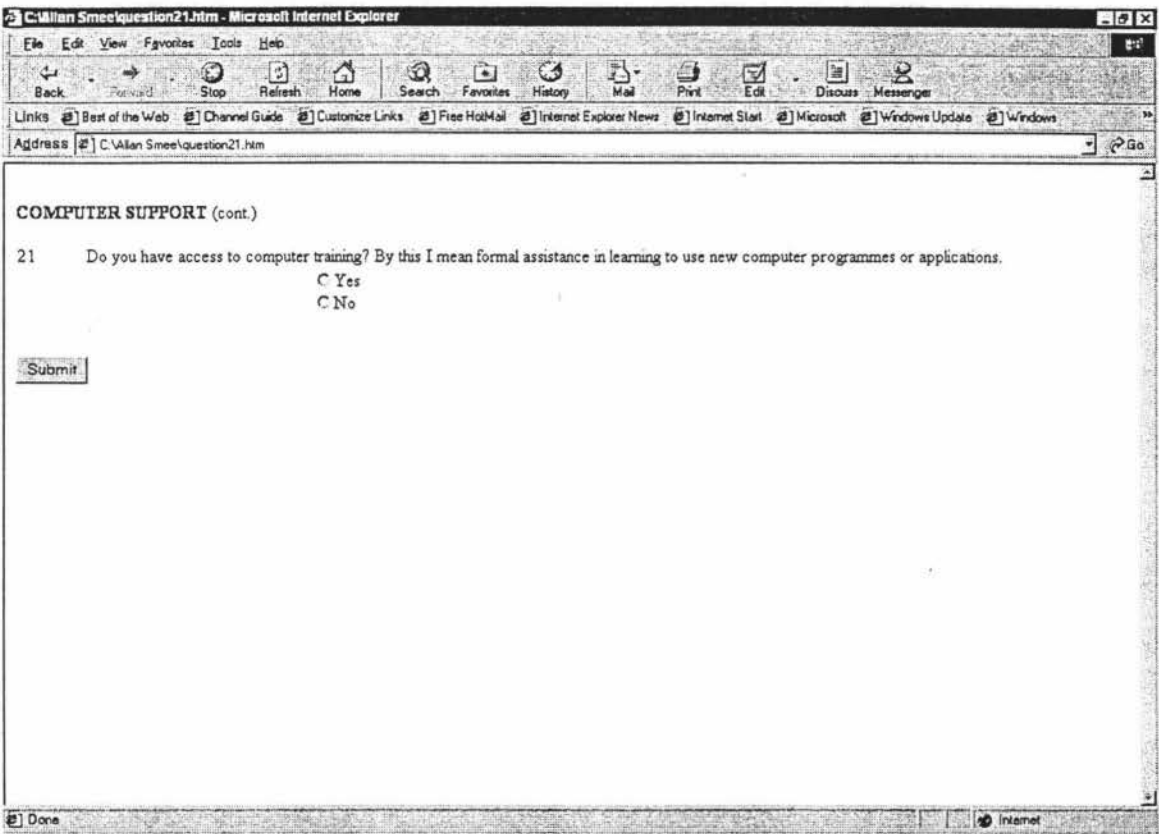 C:\Allan Smee\question21.htm - Microsoft Internet Explorer
File Edit View Favorites Tools Help
Back Forward Stop Refresh Home Search Favorites History Mail Print Edit Discuss Messenger
Links Best of the Web Channel Guide Customize Links Free HotMail Internet Explorer News Internet Start Microsoft Windows Update Windows »
Address C:\Allan Smee\question21.htm Go
COMPUTER SUPPORT (cont.)
21 Do you have access to computer training? By this I mean formal assistance in learning to use new computer programmes or applications.
Yes
No
Submit
Done Internet